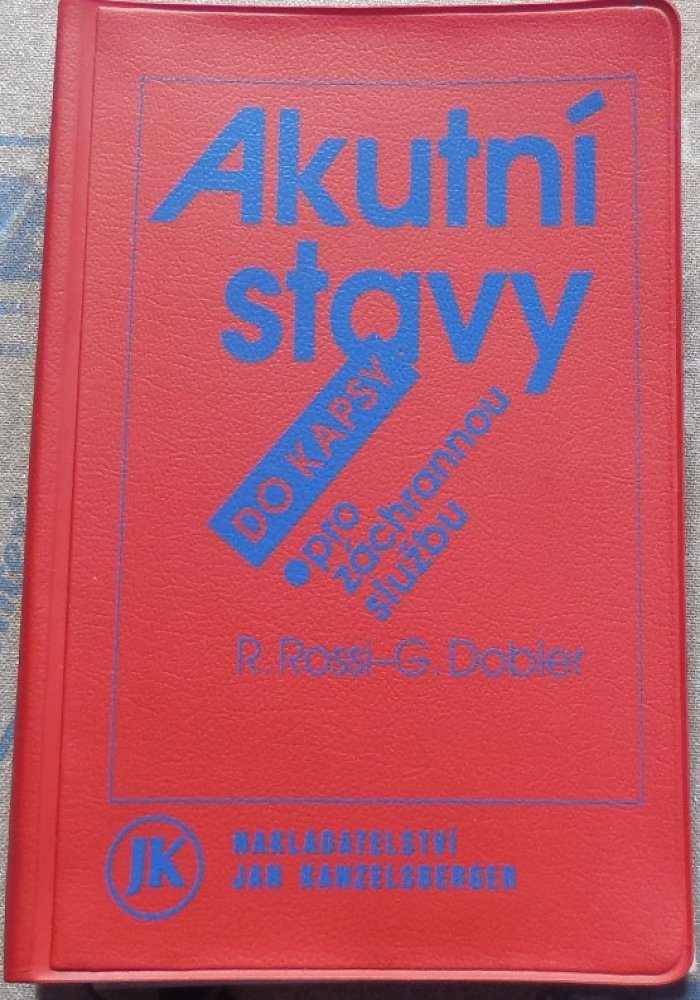 Akutní
stavy
DO KAPSY
pro
záchrannou
službu
R. Rossi–G. Dobler
JK
NAKLADATELSTVÍ
JAN KANZELSBERGER